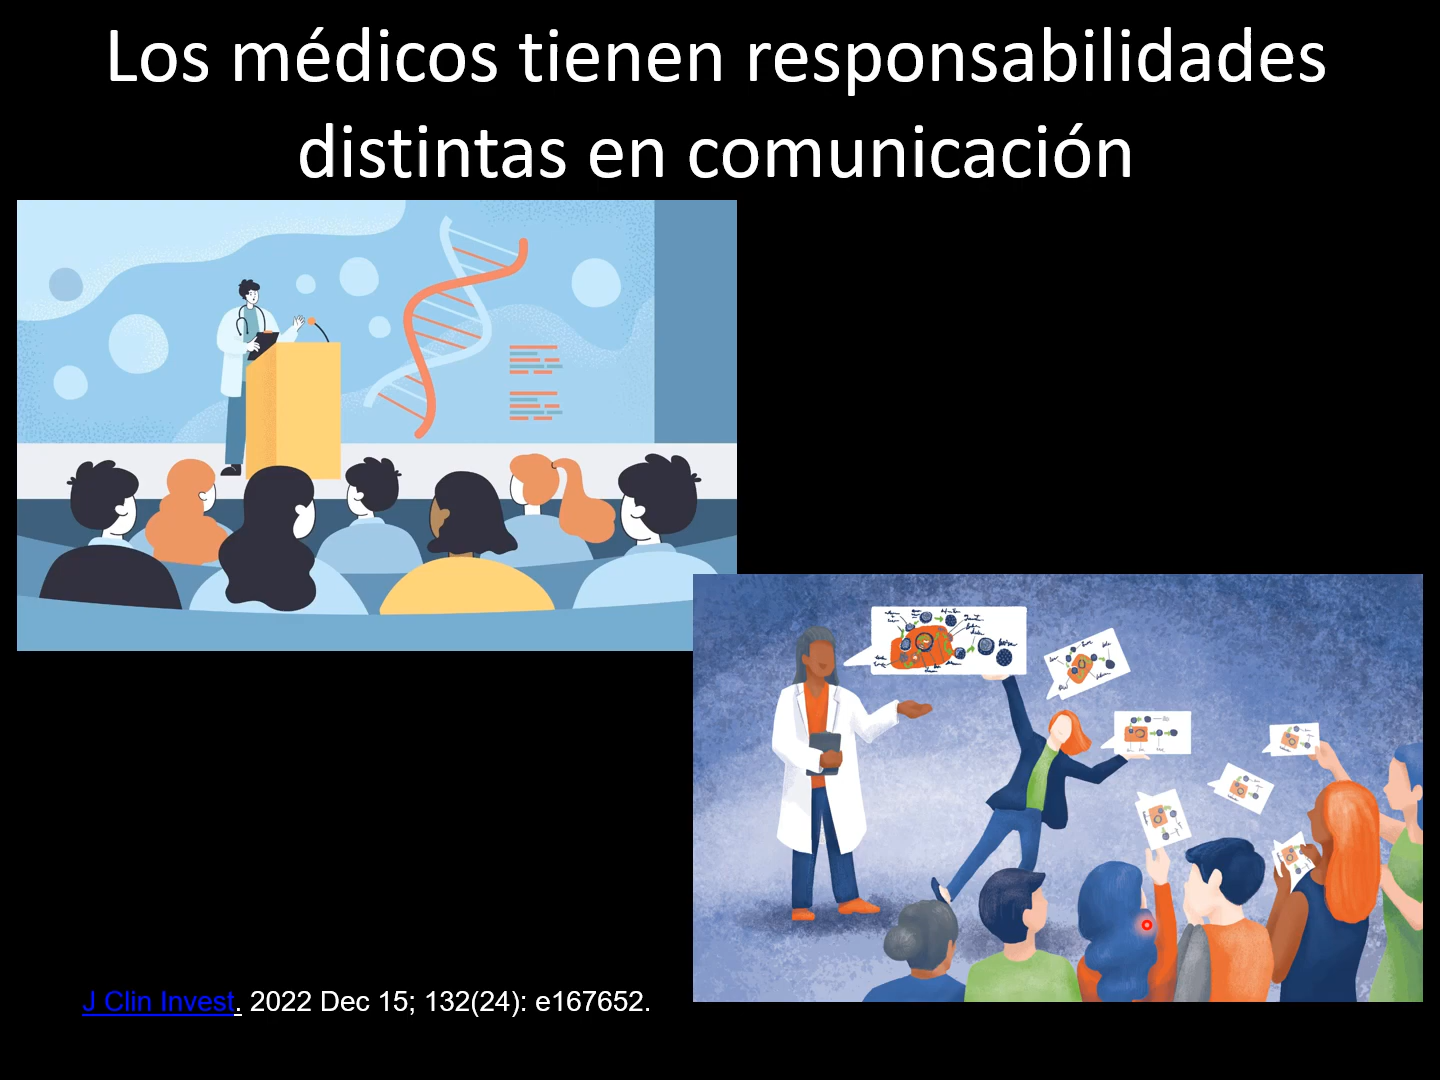 Los médicos tienen responsabilidades
distintas en comunicación
J Clin Invest. 2022 Dec 15; 132(24): e167652.